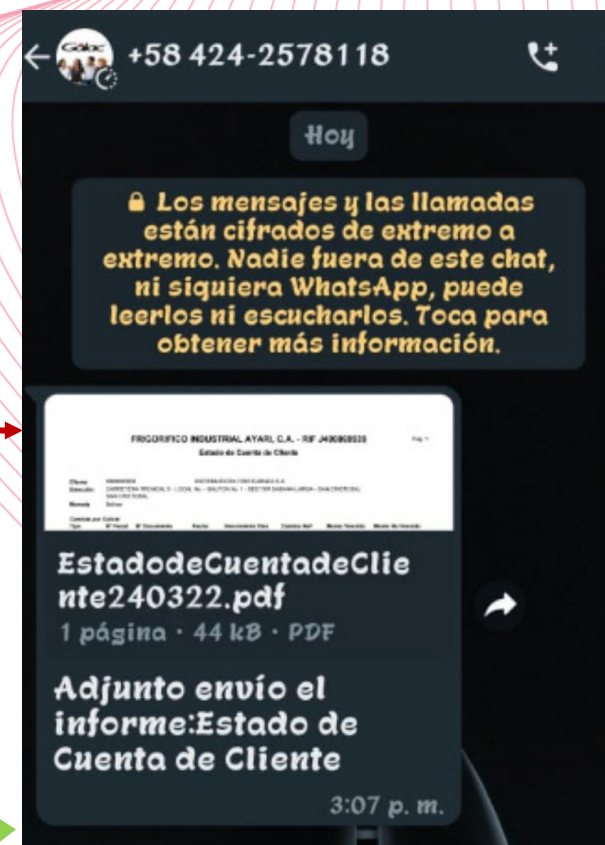 Gálac
+58 424-2578118
Hoy
Los mensajes y las llamadas
están cifrados de extremo a
extremo. Nadie fuera de este chat,
ni siquiera WhatsApp, puede
leerlos ni escucharlos. Toca para
obtener más información.
FRIGORIFICO INDUSTRIAL AYARI, C.A. - RIF
Pág. 1
Estado de Cuenta de Cliente
EstadodeCuentadeClie
nte240322.pdf
1 página · 44 kB · PDF
Adjunto envío el
informe:Estado de
Cuenta de Cliente
3:07 p. m.